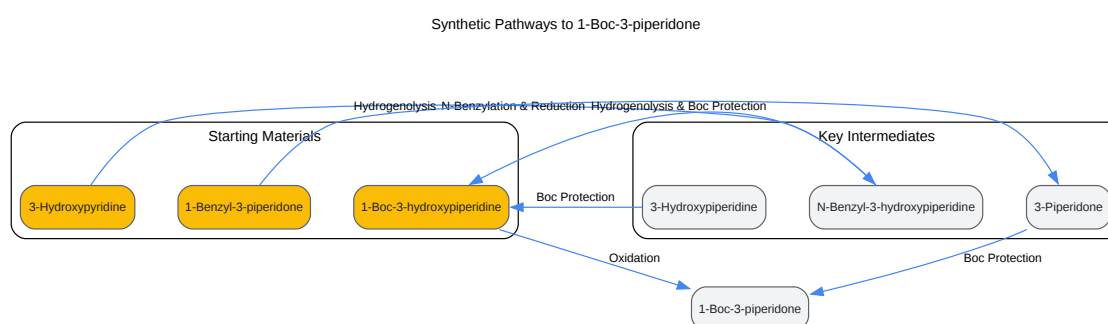 Synthetic Pathways to 1-Boc-3-piperidone
Hydrogenolysis N-Benzylation & Reduction Hydrogenolysis & Boc Protection
Starting Materials
Key Intermediates
3-Hydroxypyridine
1-Benzyl-3-piperidone
1-Boc-3-hydroxypiperidine
Boc Protection
3-Hydroxypiperidine
N-Benzyl-3-hydroxypiperidine
3-Piperidone
Oxidation
Boc Protection
1-Boc-3-piperidone